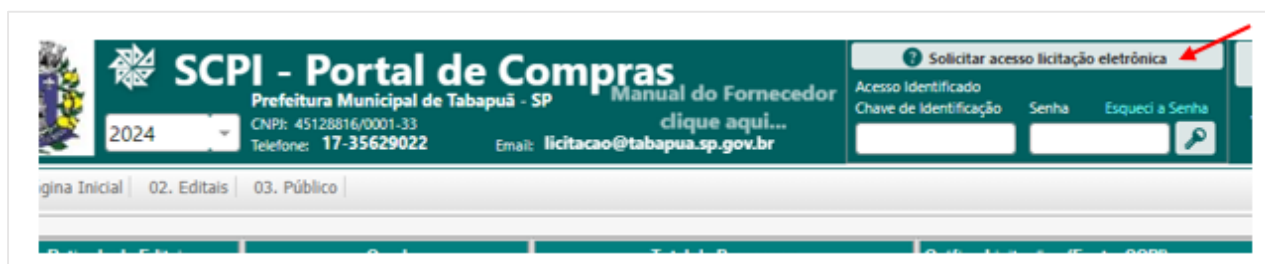 SCPI - Portal de Compras
Prefeitura Municipal de Tabapuã - SP
Manual do Fornecedor
clique aqui...
2024
CNPJ: 45128816/0001-33
Telefone: 17-35629022 Email: licitacao@tabapua.sp.gov.br
Solicitar acesso licitação eletrônica
Acesso Identificado
Chave de Identificação Senha Esqueci a Senha
gina Inicial 02. Editais 03. Público